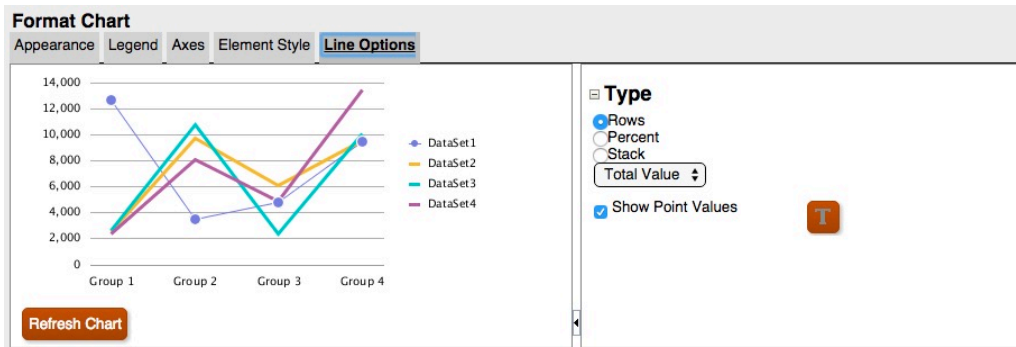 Format Chart
Appearance Legend Axes Element Style Line Options
14,000
12,000
10,000
8,000
6,000
4,000
2,000
0
Group 1 Group 2 Group 3 Group 4
DataSet1
DataSet2
DataSet3
DataSet4
Refresh Chart
Type
Rows
Percent
Stack
Total Value
Show Point Values
T